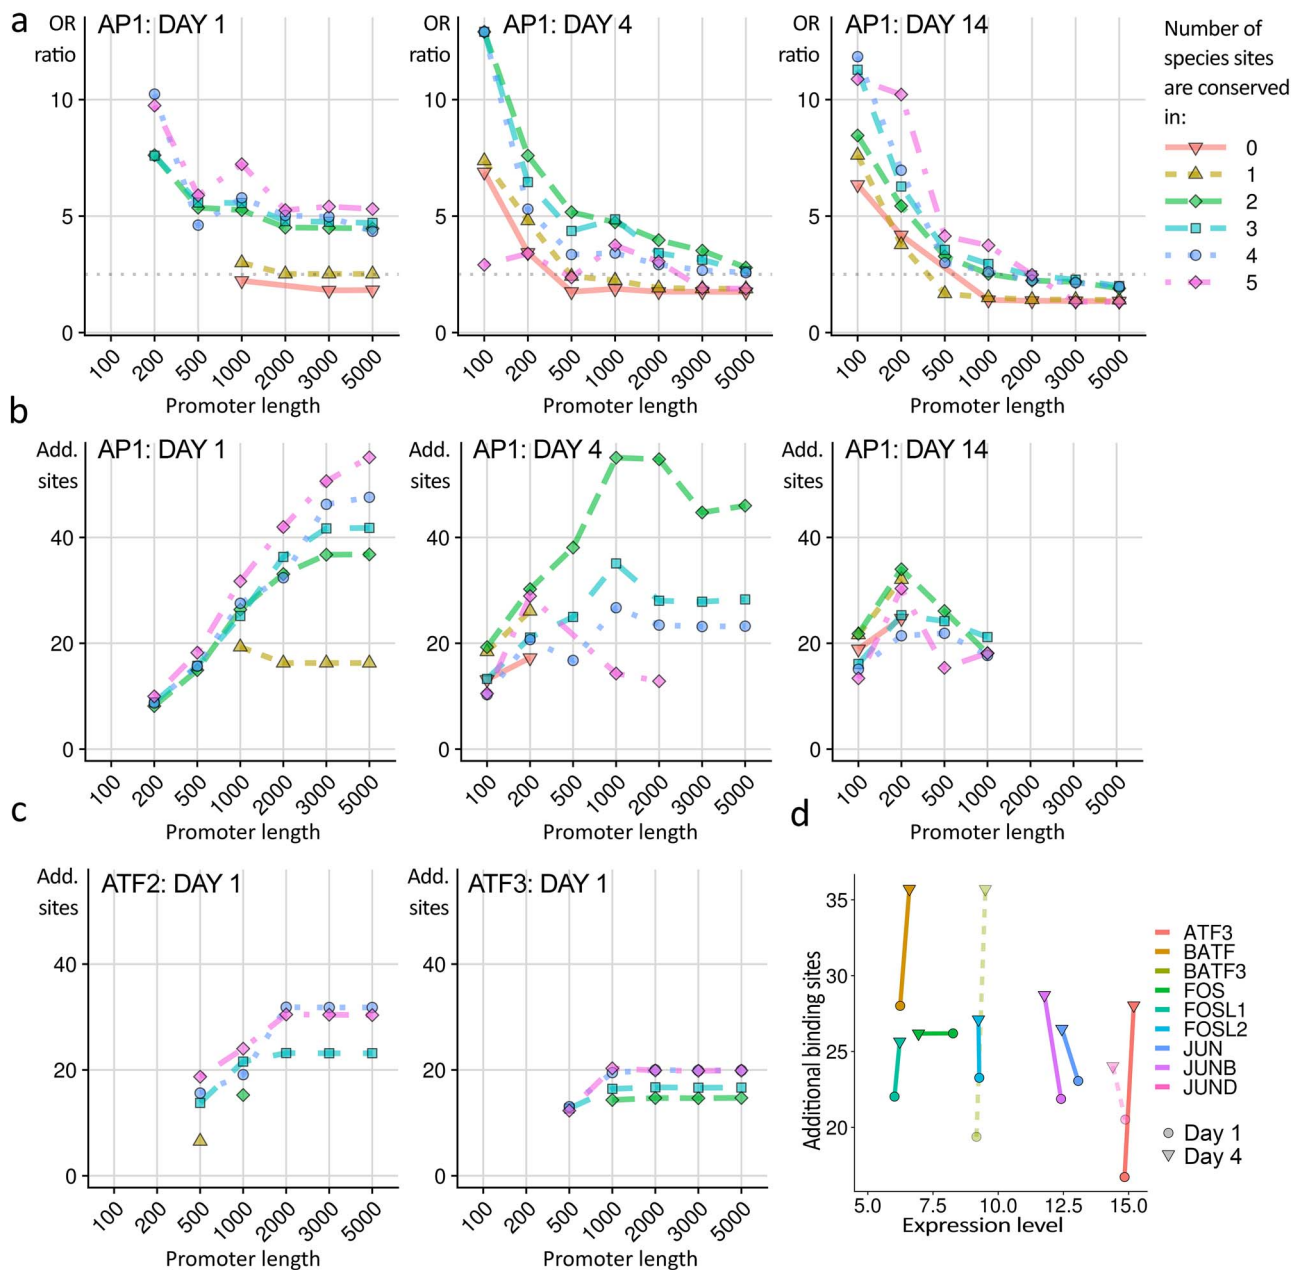 a
OR
ratio
AP1: DAY 1
10
5
0
100
200
500
1000
2000
3000
5000
Promoter length
AP1: DAY 4
OR
ratio
10
5
0
100
200
500
1000
2000
3000
5000
Promoter length
AP1: DAY 14
OR
ratio
10
5
0
100
200
500
1000
2000
3000
5000
Promoter length
Number of
species sites
are conserved
in:
0
1
2
3
4
5
b
Add.
sites
AP1: DAY 1
40
20
0
100
200
500
1000
2000
3000
5000
Promoter length
Add.
sites
AP1: DAY 4
40
20
0
100
200
500
1000
2000
3000
5000
Promoter length
Add.
sites
AP1: DAY 14
40
20
0
100
200
500
1000
2000
3000
5000
Promoter length
c
Add.
sites
ATF2: DAY 1
40
20
0
100
200
500
1000
2000
3000
5000
Promoter length
Add.
sites
ATF3: DAY 1
40
20
0
100
200
500
1000
2000
3000
5000
Promoter length
d
Additional binding sites
35
30
25
20
5.0
7.5
10.0
12.5
15.0
Expression level
ATF3
BATF
BATF3
FOS
FOSL1
FOSL2
JUN
JUNB
JUND
Day 1
Day 4